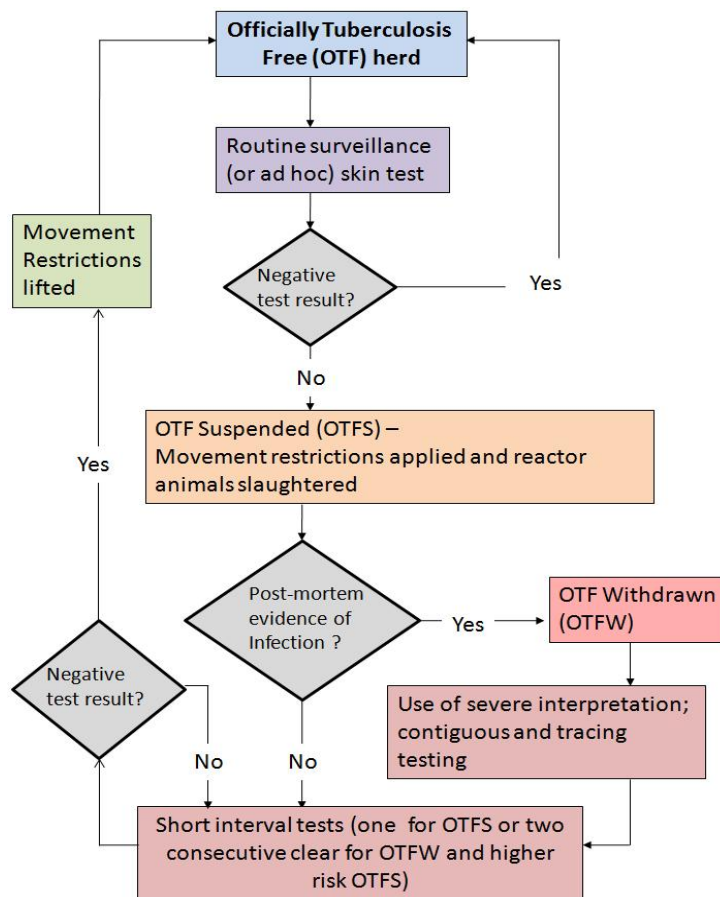 Officially Tuberculosis
Free (OTF) herd
Routine surveillance
(or ad hoc) skin test
Movement
Restrictions
lifted
Negative
test result?
Yes
No
OTF Suspended (OTFS) –
Movement restrictions applied and reactor
animals slaughtered
Yes
Post-mortem
evidence of
Infection ?
Yes
OTF Withdrawn
(OTFW)
Negative
test result?
Use of severe interpretation;
contiguous and tracing
testing
No
No
Short interval tests (one for OTFS or two
consecutive clear for OTFW and higher
risk OTFS)